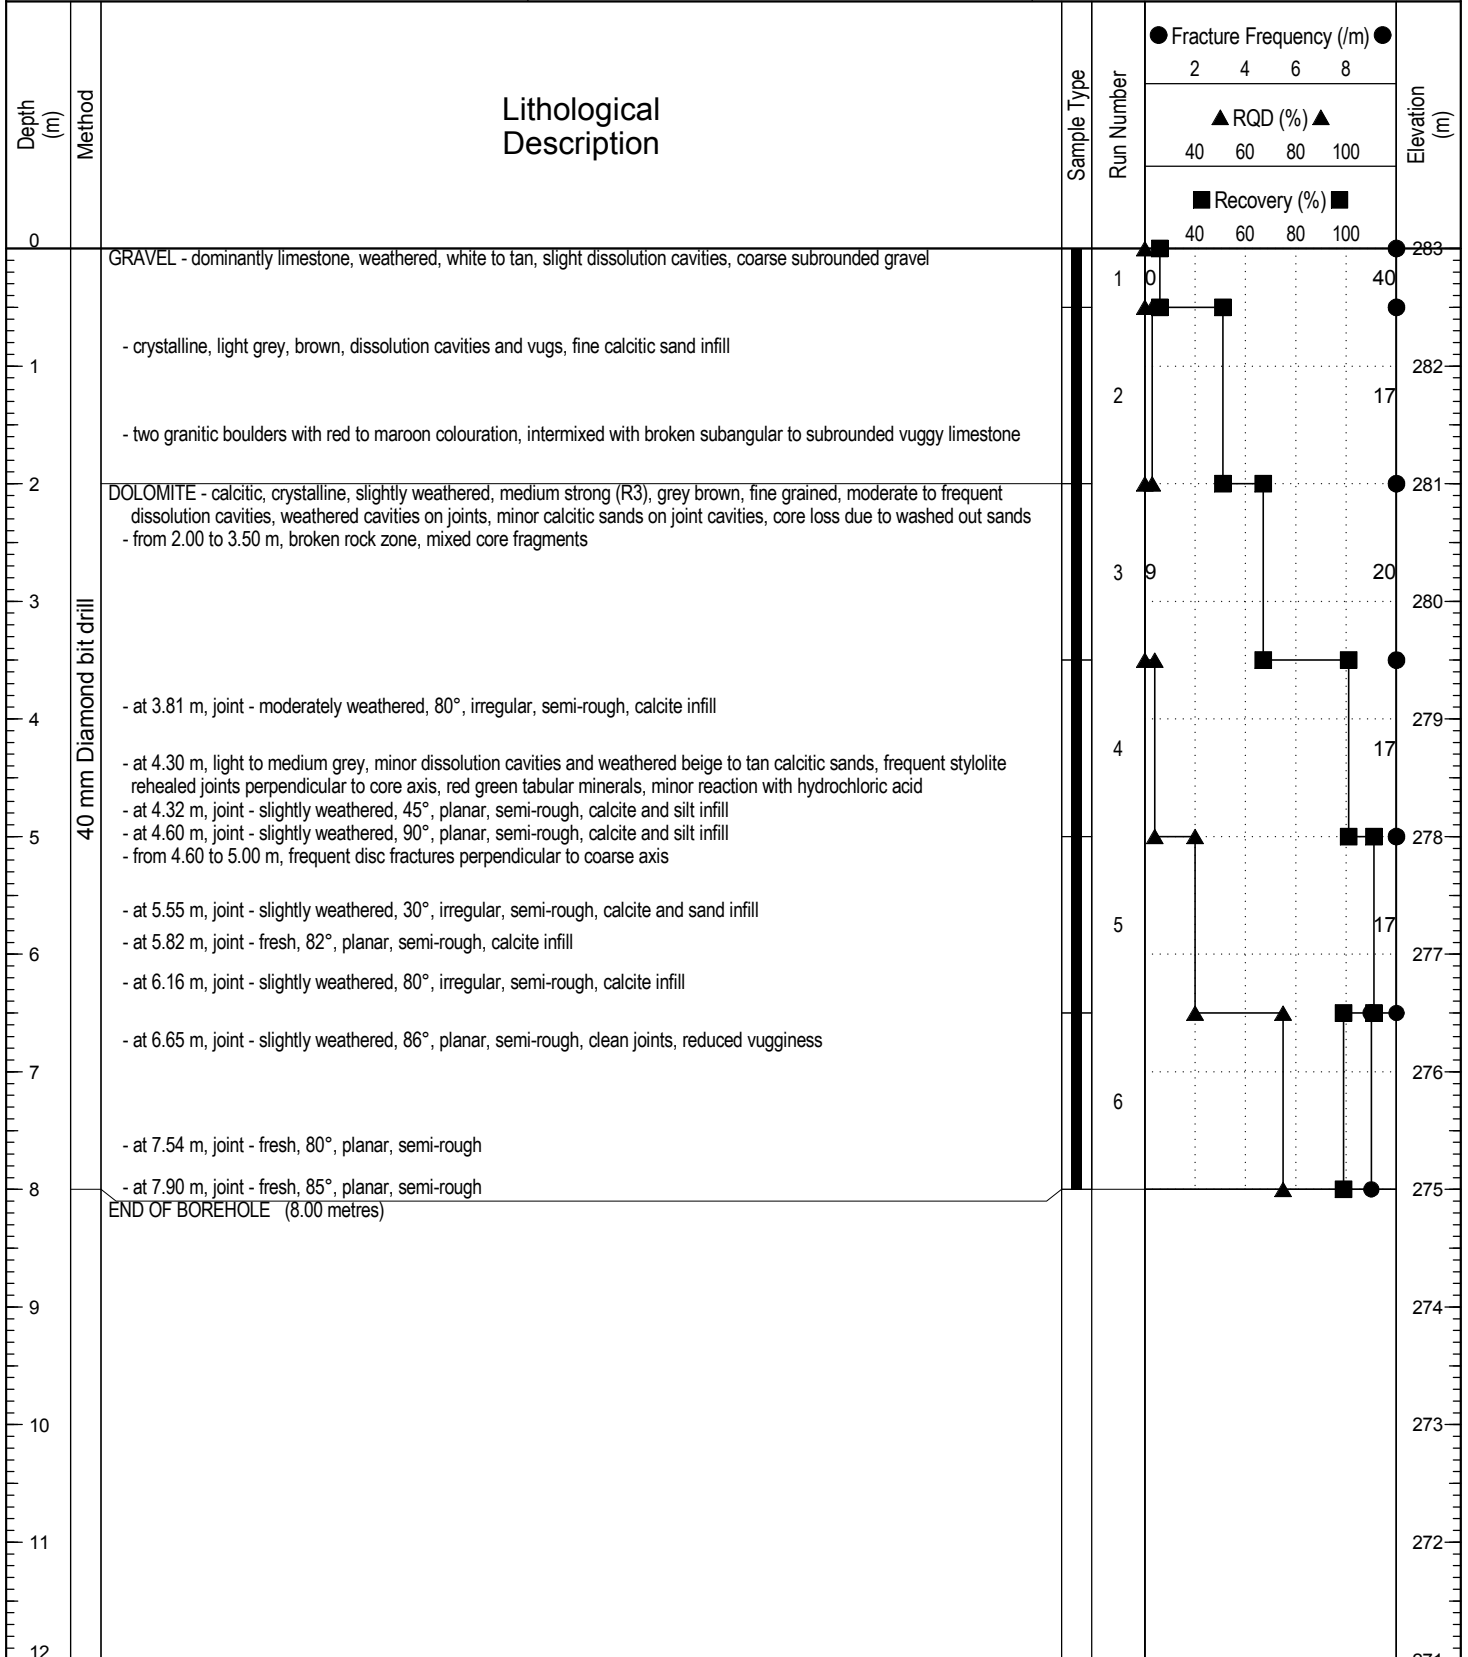 Depth
(m)
Method
Lithological
Description
Sample Type
Run Number
Fracture Frequency (/m)
2 4 6 8
RQD (%)
40 60 80 100
Recovery (%)
40 60 80 100
Elevation
(m)
0
283
GRAVEL - dominantly limestone, weathered, white to tan, slight dissolution cavities, coarse subrounded gravel
1 0 40
- crystalline, light grey, brown, dissolution cavities and vugs, fine calcitic sand infill
1
282
2 17
- two granitic boulders with red to maroon colouration, intermixed with broken subangular to subrounded vuggy limestone
2
281
DOLOMITE - calcitic, crystalline, slightly weathered, medium strong (R3), grey brown, fine grained, moderate to frequent
dissolution cavities, weathered cavities on joints, minor calcitic sands on joint cavities, core loss due to washed out sands
- from 2.00 to 3.50 m, broken rock zone, mixed core fragments
3 9 20
3
280
40 mm Diamond bit drill
- at 3.81 m, joint - moderately weathered, 80°, irregular, semi-rough, calcite infill
4
279
4 17
- at 4.30 m, light to medium grey, minor dissolution cavities and weathered beige to tan calcitic sands, frequent stylolite
rehealed joints perpendicular to core axis, red green tabular minerals, minor reaction with hydrochloric acid
- at 4.32 m, joint - slightly weathered, 45°, planar, semi-rough, calcite and silt infill
- at 4.60 m, joint - slightly weathered, 90°, planar, semi-rough, calcite and silt infill
5
278
- from 4.60 to 5.00 m, frequent disc fractures perpendicular to coarse axis
- at 5.55 m, joint - slightly weathered, 30°, irregular, semi-rough, calcite and sand infill
5 17
- at 5.82 m, joint - fresh, 82°, planar, semi-rough, calcite infill
6
277
- at 6.16 m, joint - slightly weathered, 80°, irregular, semi-rough, calcite infill
- at 6.65 m, joint - slightly weathered, 86°, planar, semi-rough, clean joints, reduced vugginess
7
276
6
- at 7.54 m, joint - fresh, 80°, planar, semi-rough
- at 7.90 m, joint - fresh, 85°, planar, semi-rough
8
275
END OF BOREHOLE (8.00 metres)
9
274
10
273
11
272
12
271